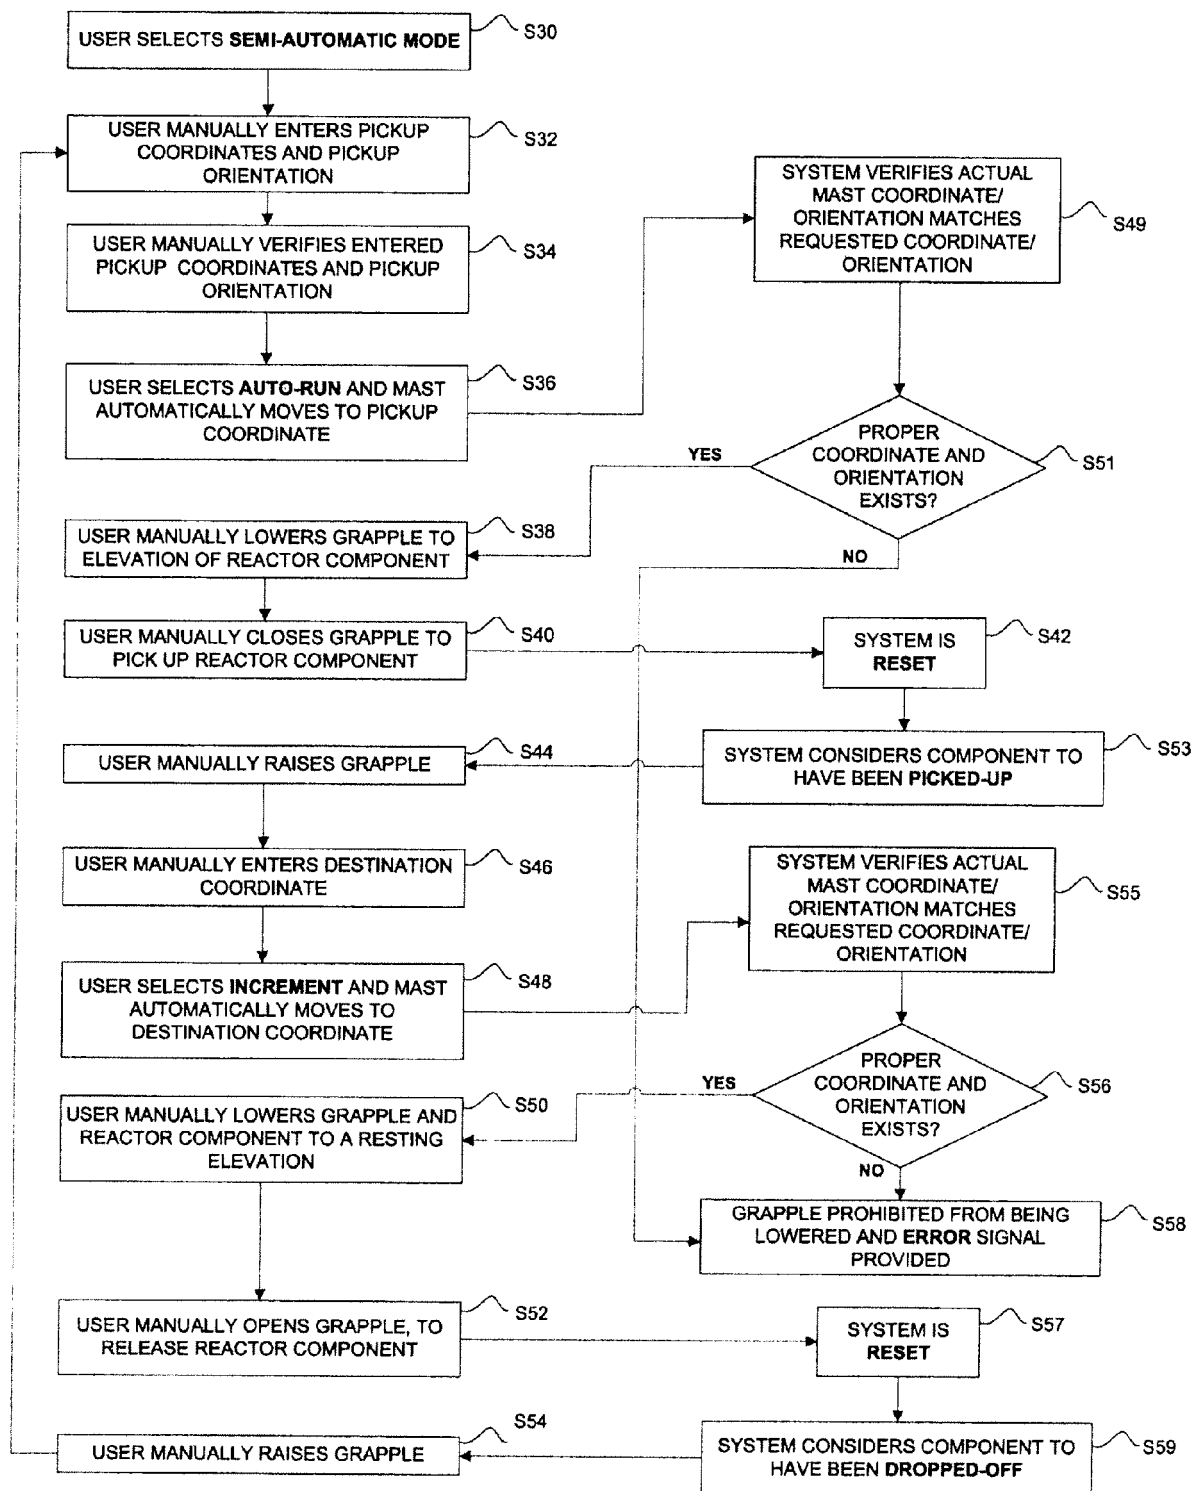 USER SELECTS SEMI-AUTOMATIC MODE
S30
USER MANUALLY ENTERS PICKUP
COORDINATES AND PICKUP
ORIENTATION
S32
USER MANUALLY VERIFIES ENTERED
PICKUP COORDINATES AND PICKUP
ORIENTATION
S34
USER SELECTS AUTO-RUN AND MAST
AUTOMATICALLY MOVES TO PICKUP
COORDINATE
S36
SYSTEM VERIFIES ACTUAL
MAST COORDINATE/
ORIENTATION MATCHES
REQUESTED COORDINATE/
ORIENTATION
S49
PROPER
COORDINATE AND
ORIENTATION
EXISTS?
S51
YES
NO
USER MANUALLY LOWERS GRAPPLE TO
ELEVATION OF REACTOR COMPONENT
S38
USER MANUALLY CLOSES GRAPPLE TO
PICK UP REACTOR COMPONENT
S40
SYSTEM IS
RESET
S42
SYSTEM CONSIDERS COMPONENT TO
HAVE BEEN PICKED-UP
S53
USER MANUALLY RAISES GRAPPLE
S44
USER MANUALLY ENTERS DESTINATION
COORDINATE
S46
USER SELECTS INCREMENT AND MAST
AUTOMATICALLY MOVES TO
DESTINATION COORDINATE
S48
SYSTEM VERIFIES ACTUAL
MAST COORDINATE/
ORIENTATION MATCHES
REQUESTED COORDINATE/
ORIENTATION
S55
PROPER
COORDINATE AND
ORIENTATION
EXISTS?
S56
YES
NO
USER MANUALLY LOWERS GRAPPLE AND
REACTOR COMPONENT TO A RESTING
ELEVATION
S50
GRAPPLE PROHIBITED FROM BEING
LOWERED AND ERROR SIGNAL
PROVIDED
S58
USER MANUALLY OPENS GRAPPLE, TO
RELEASE REACTOR COMPONENT
S52
SYSTEM IS
RESET
S57
SYSTEM CONSIDERS COMPONENT TO
HAVE BEEN DROPPED-OFF
S59
USER MANUALLY RAISES GRAPPLE
S54